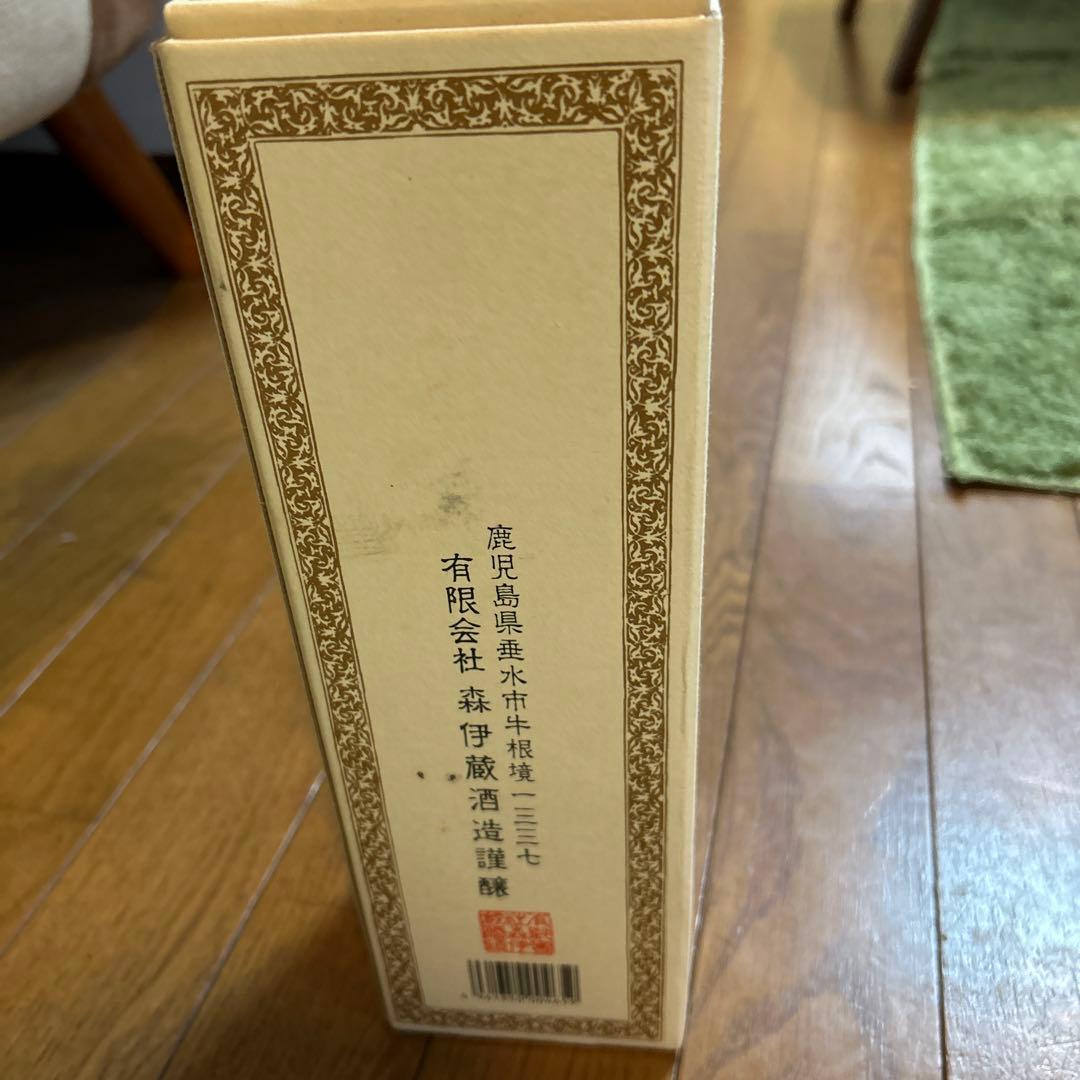 鹿児島県垂水市牛根境一三三七
有限会社 森伊蔵酒造謹醸